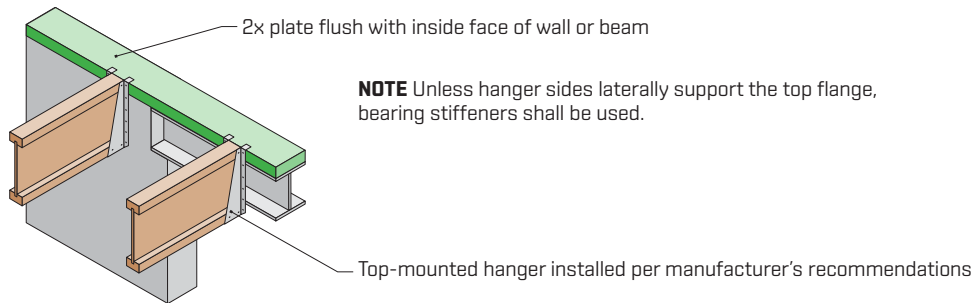 2x plate flush with inside face of wall or beam
NOTE Unless hanger sides laterally support the top flange,
bearing stiffeners shall be used.
Top-mounted hanger installed per manufacturer’s recommendations